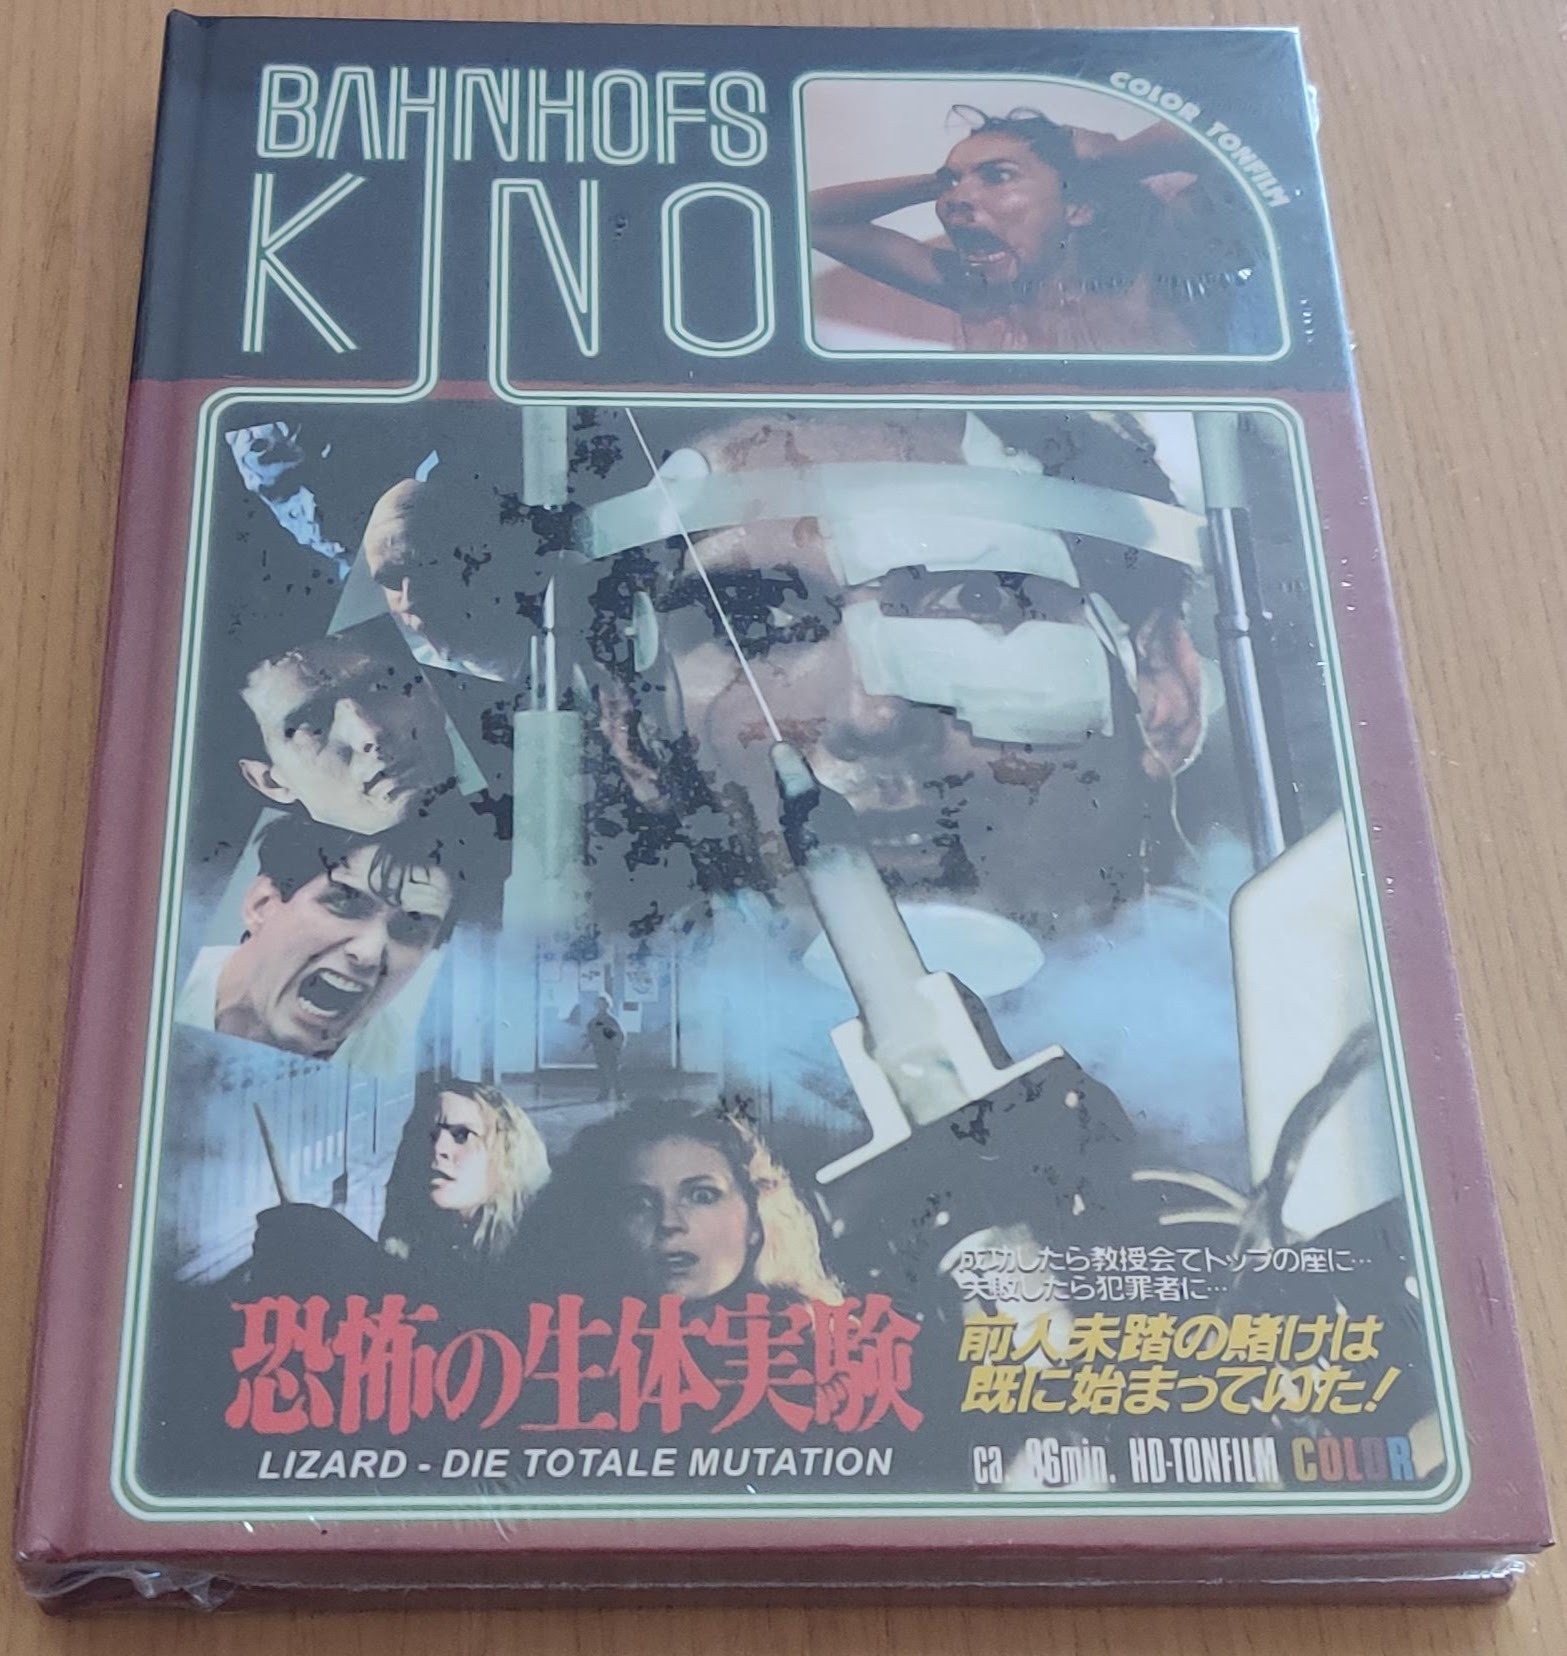 BAHNHOFS
KINO
COLOR TONFILM
成功したら教授会でトップの座に…
失敗したら犯罪者に…
前人未踏の賭けは
既に始まっていた!
恐怖の生体実験
LIZARD - DIE TOTALE MUTATION
ca. 96min. HD-TONFILM COLOR